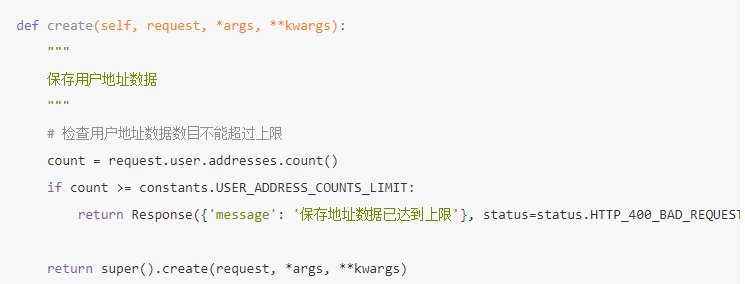 def create(self, request, *args, **kwargs):
    """
    保存用户地址数据
    """
    # 检查用户地址数据数目不能超过上限
    count = request.user.addresses.count()
    if count >= constants.USER_ADDRESS_COUNTS_LIMIT:
        return Response({'message': '保存地址数据已达到上限'}, status=status.HTTP_400_BAD_REQUEST
    return super().create(request, *args, **kwargs)